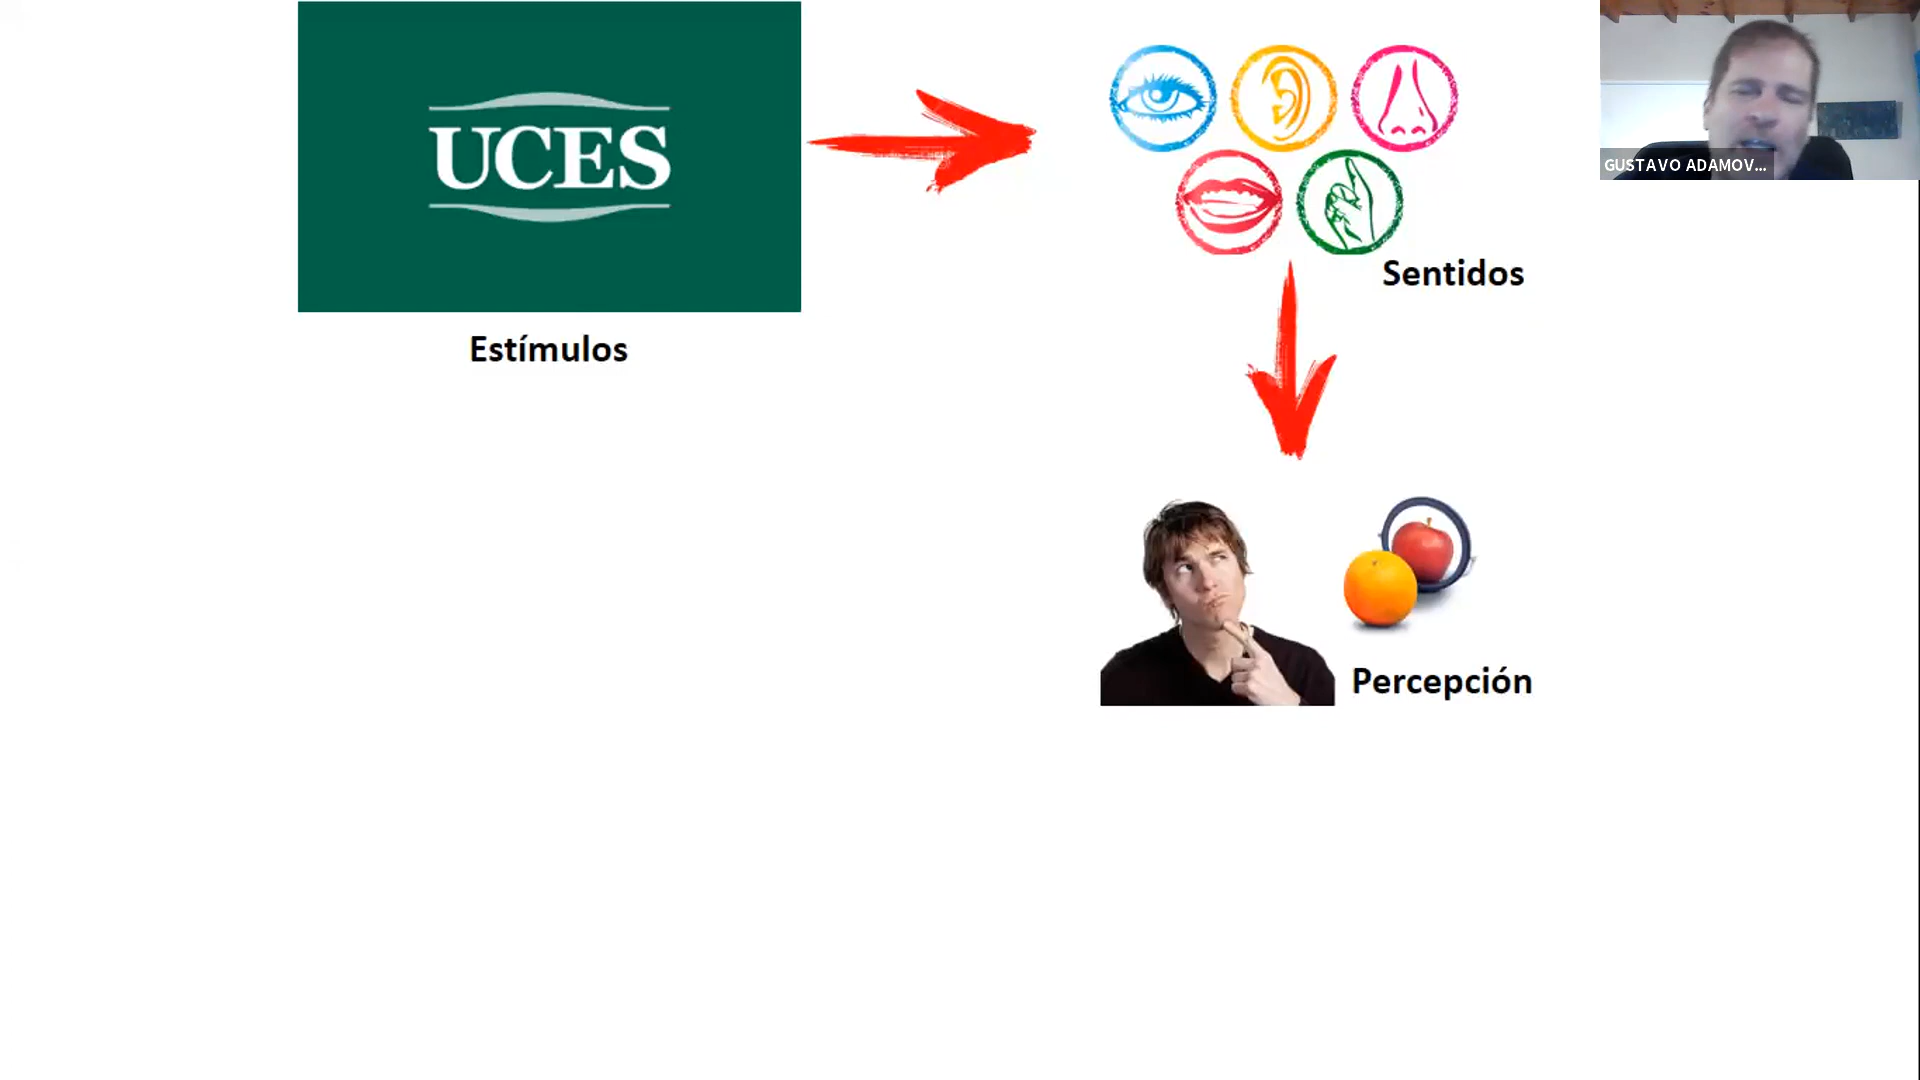 UCES
GUSTAVO ADAMOV...
Sentidos
Estímulos
Percepción